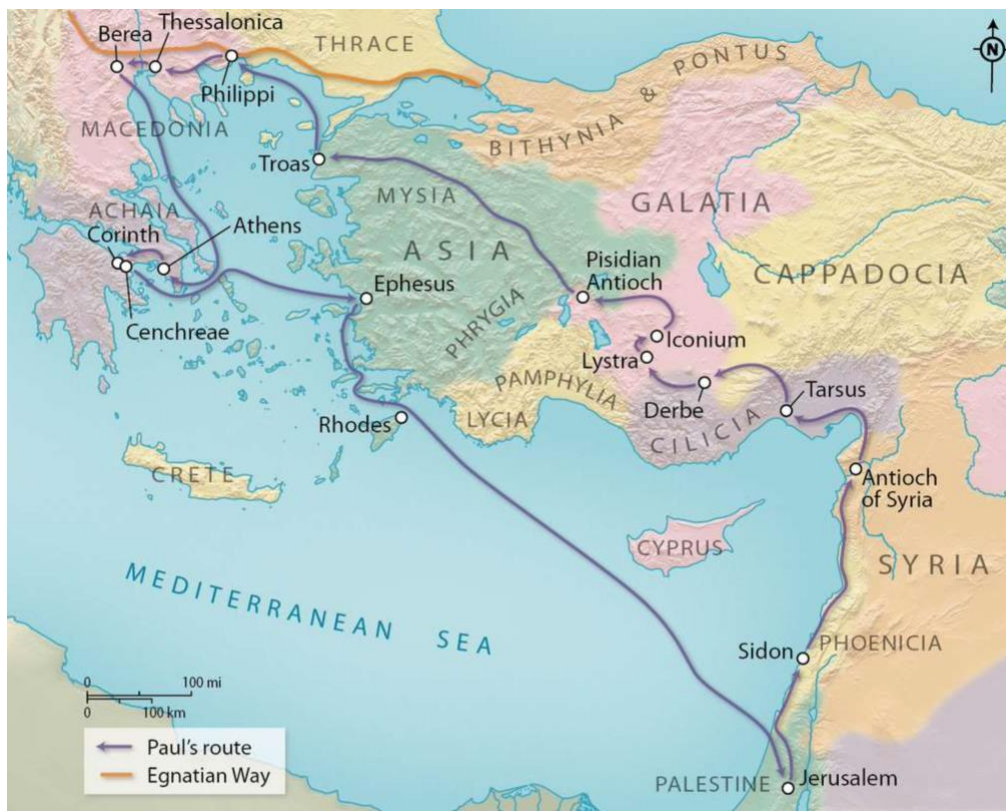 Thessalonica
Berea
THRACE
N
Philippi
PONTUS
&
BITHYNIA
MACEDONIA
Troas
MYSIA
GALATIA
ACHAIA
Corinth
Athens
ASIA
Pisidian
Antioch
CAPPADOCIA
Ephesus
Cenchreae
PHRYGIA
Iconium
Lystra
PAMPHYLIA
Derbe
Tarsus
Rhodes
LYCIA
CILICIA
CRETE
Antioch
of Syria
CYPRUS
SYRIA
MEDITERRANEAN SEA
Sidon
PHOENICIA
0 100 mi
0 100 km
Paul's route
Egnatian Way
PALESTINE
Jerusalem